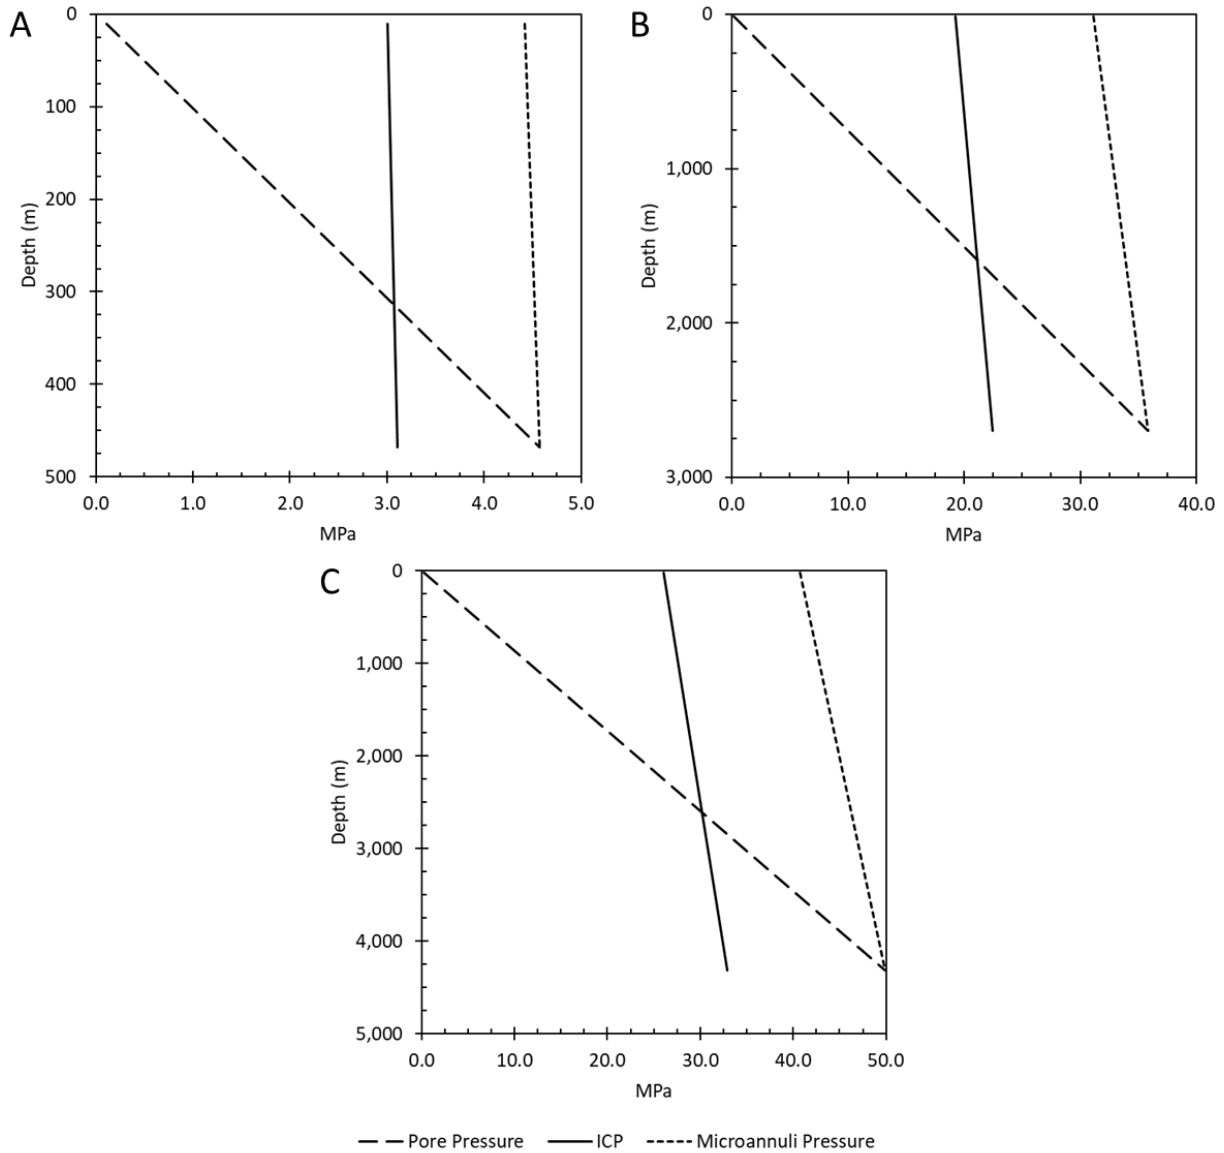 A
0
100
200
300
400
500
Depth (m)
0.0 1.0 2.0 3.0 4.0 5.0
MPa
B
0
1,000
2,000
3,000
Depth (m)
0.0 10.0 20.0 30.0 40.0
MPa
C
0
1,000
2,000
3,000
4,000
5,000
Depth (m)
0.0 10.0 20.0 30.0 40.0 50.0
MPa
Pore Pressure ICP Microannuli Pressure